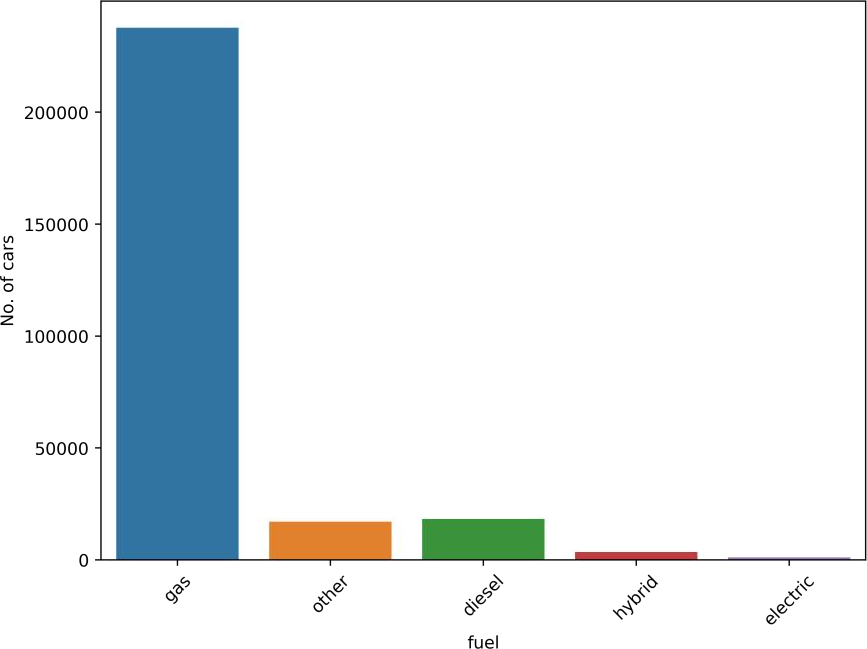 200000
150000
100000
50000
0
No. of cars
gas
other
diesel
hybrid
electric
fuel